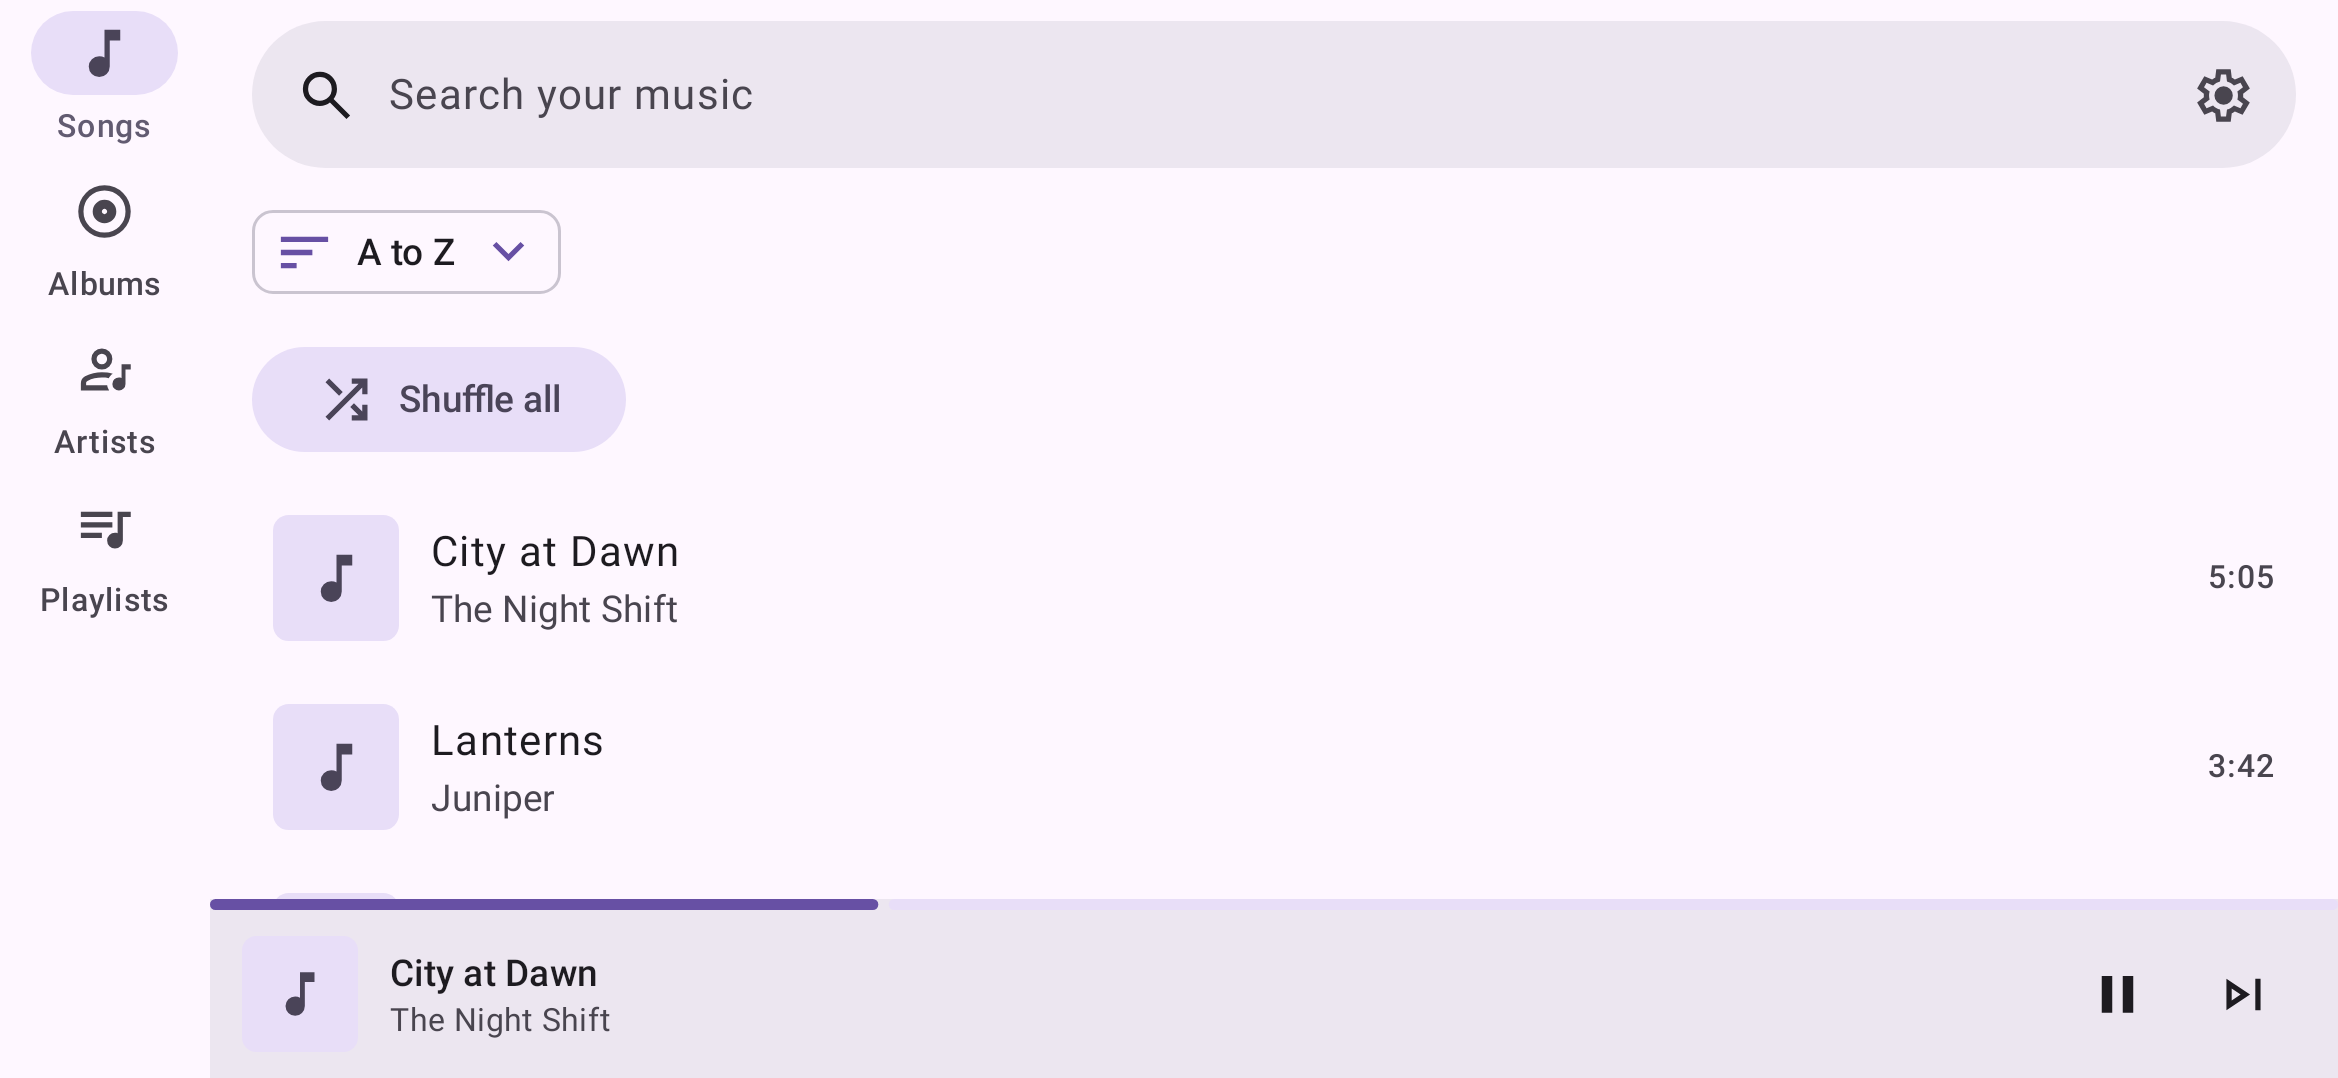 Songs
Albums
Artists
Playlists
Search your music
A to Z
Shuffle all
City at Dawn
The Night Shift
5:05
Lanterns
Juniper
3:42
City at Dawn
The Night Shift